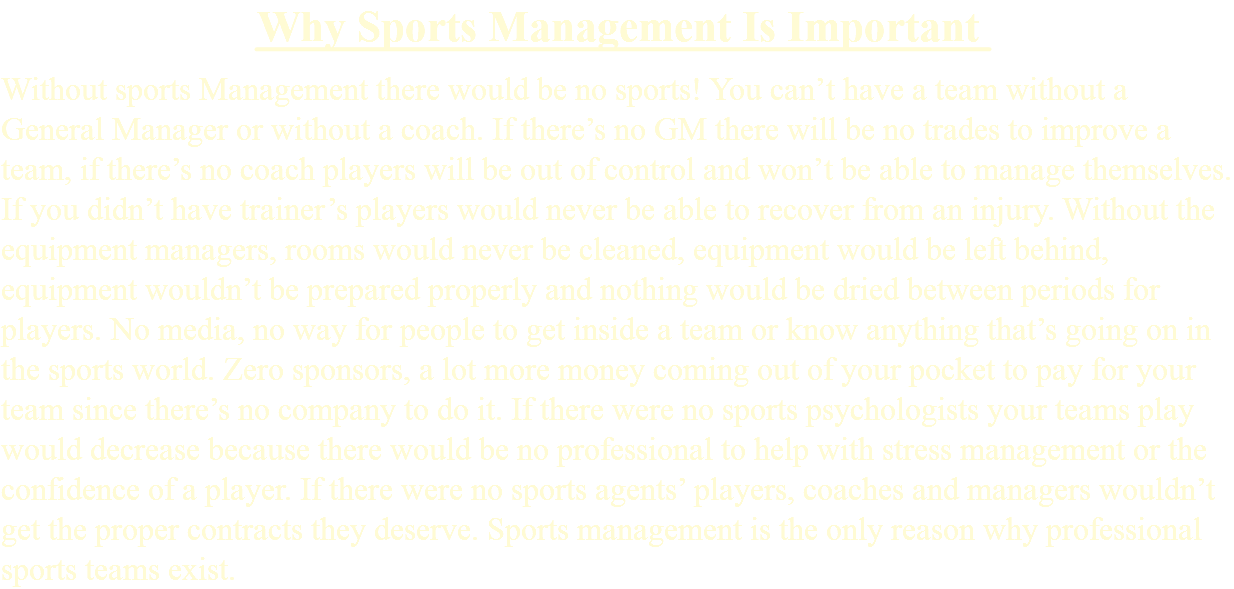 Why Sports Management Is Important
Without sports Management there would be no sports! You can’t have a team without a
General Manager or without a coach. If there’s no GM there will be no trades to improve a
team, if there’s no coach players will be out of control and won’t be able to manage themselves.
If you didn’t have trainer’s players would never be able to recover from an injury. Without the
equipment managers, rooms would never be cleaned, equipment would be left behind,
equipment wouldn’t be prepared properly and nothing would be dried between periods for
players. No media, no way for people to get inside a team or know anything that’s going on in
the sports world. Zero sponsors, a lot more money coming out of your pocket to pay for your
team since there’s no company to do it. If there were no sports psychologists your teams play
would decrease because there would be no professional to help with stress management or the
confidence of a player. If there were no sports agents’ players, coaches and managers wouldn’t
get the proper contracts they deserve. Sports management is the only reason why professional
sports teams exist.